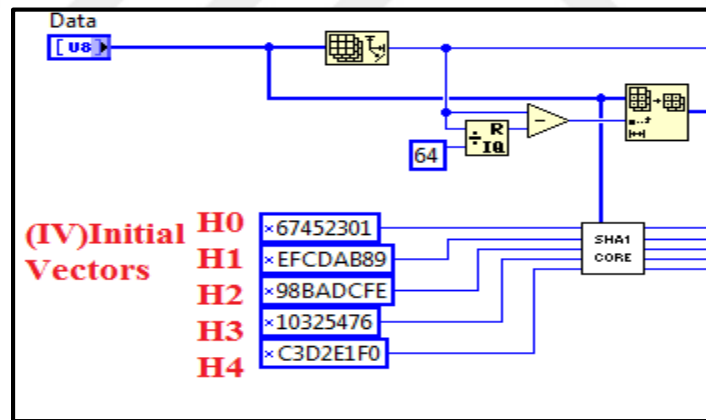 Data
[U8]
R
IQ
64
(IV)Initial
Vectors
H0 ×67452301
H1 ×EFCDAB89
H2 ×98BADCFE
H3 ×10325476
H4 ×C3D2E1F0
SHA1
CORE